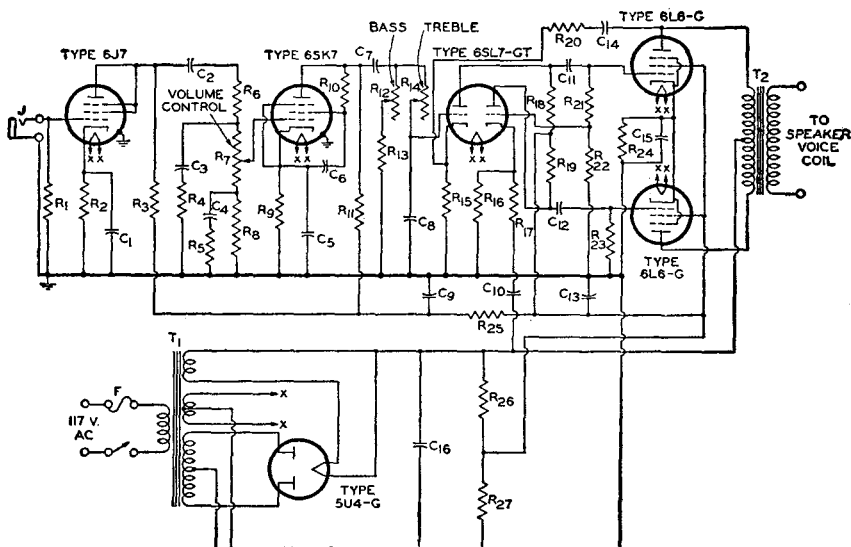 TYPE 6J7
C2
VOLUME
CONTROL
R6
R7
C3
R4
C4
R5
R8
J
R1
R2
C1
R3
TYPE 6SK7
R10
C6
R9
C5
R11
C7
BASS
TREBLE
R12
R14
R13
C8
TYPE 6SL7-GT
R15
R16
R17
R18
R19
C11
C12
R20
C14
R21
R22
R23
TYPE 6L6-G
X X
X X
X X
X X
X X
C15
R24
TYPE
6L6-G
T2
TO
SPEAKER
VOICE
COIL
C9
C10
C13
R25
T1
F
117 V.
AC
X
X
TYPE
5U4-G
C16
R26
R27